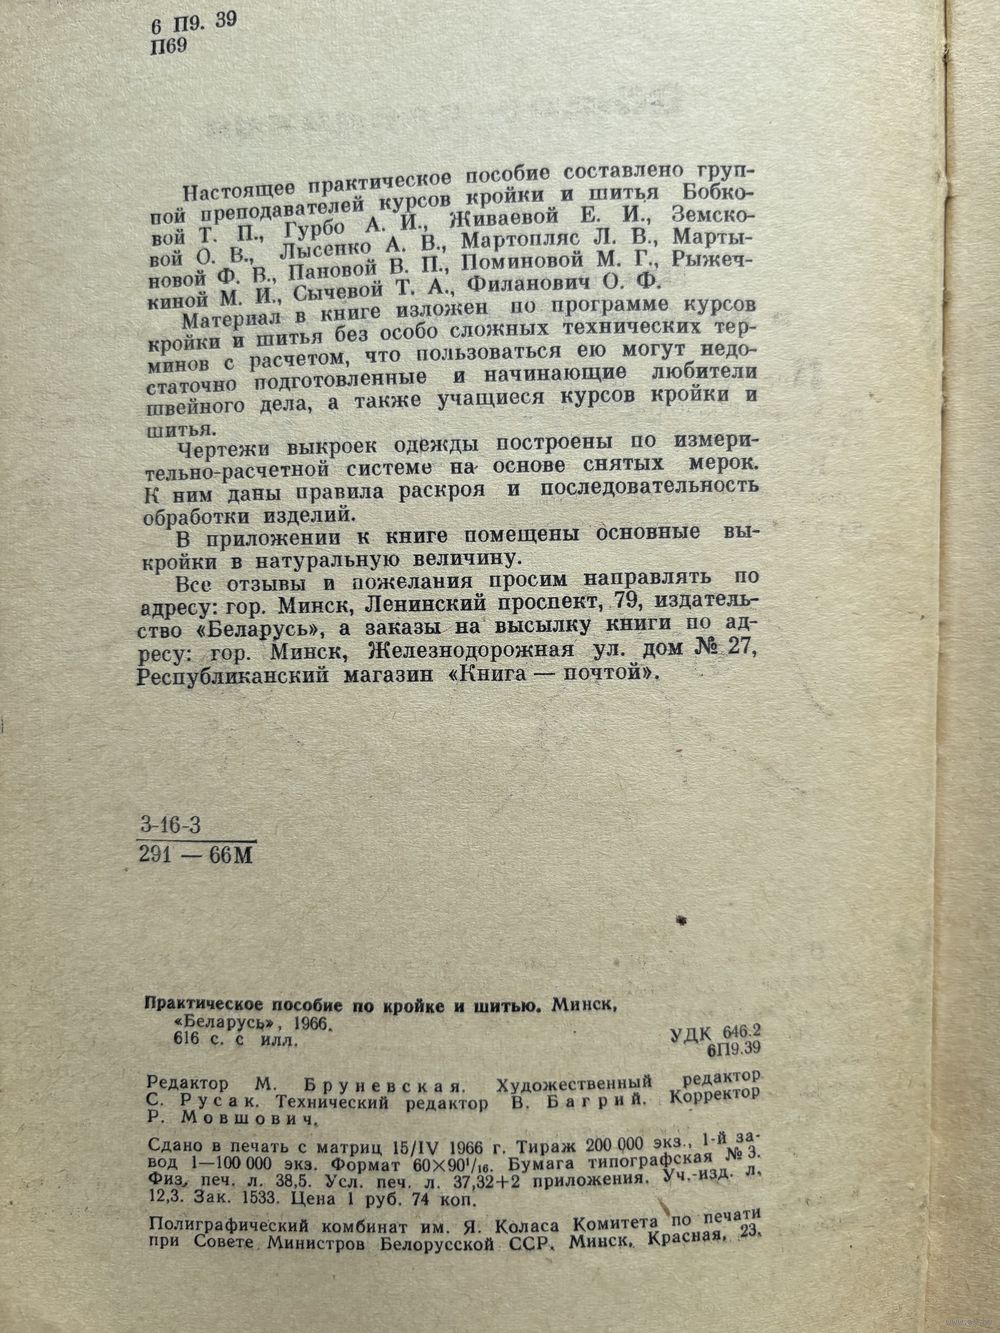 6 П9. 39
П69
Настоящее практическое пособие составлено груп-
пой преподавателей курсов кройки и шитья Бобко-
вой Т. П., Гурбо А. И., Живаевой Е. И., Земско-
вой О. В., Лысенко А. В., Мартопляс Л. В., Марты-
новой Ф. В., Пановой В. П., Поминовой М. Г., Рыжеч-
киной М. И., Сычевой Т. А., Филанович О. Ф.
Материал в книге изложен по программе курсов
кройки и шитья без особо сложных технических тер-
минов с расчетом, что пользоваться ею могут недо-
статочно подготовленные и начинающие любители
швейного дела, а также учащиеся курсов кройки и
шитья.
Чертежи выкроек одежды построены по измери-
тельно-расчетной системе на основе снятых мерок.
К ним даны правила раскроя и последовательность
обработки изделий.
В приложении к книге помещены основные вы-
кройки в натуральную величину.
Все отзывы и пожелания просим направлять по
адресу: гор. Минск, Ленинский проспект, 79, издатель-
ство «Беларусь», а заказы на высылку книги по ад-
ресу: гор. Минск, Железнодорожная ул. дом № 27,
Республиканский магазин «Книга — почтой».
3-16-3
291 — 66М
Практическое пособие по кройке и шитью. Минск,
«Беларусь», 1966.
616 с. с илл.
УДК 646.2
6П9.39
Редактор М. Бруневская. Художественный редактор
С. Русак. Технический редактор В. Багрий. Корректор
Р. Мовшович.
Сдано в печать с матриц 15/IV 1966 г. Тираж 200 000 экз., 1-й за-
вод 1—100 000 экз. Формат 60×90 1/16. Бумага типографская № 3.
Физ. печ. л. 38,5. Усл. печ. л. 37,32+2 приложения. Уч.-изд. л.
12,3. Зак. 1533. Цена 1 руб. 74 коп.
Полиграфический комбинат им. Я. Коласа Комитета по печати
при Совете Министров Белорусской ССР. Минск, Красная, 23.